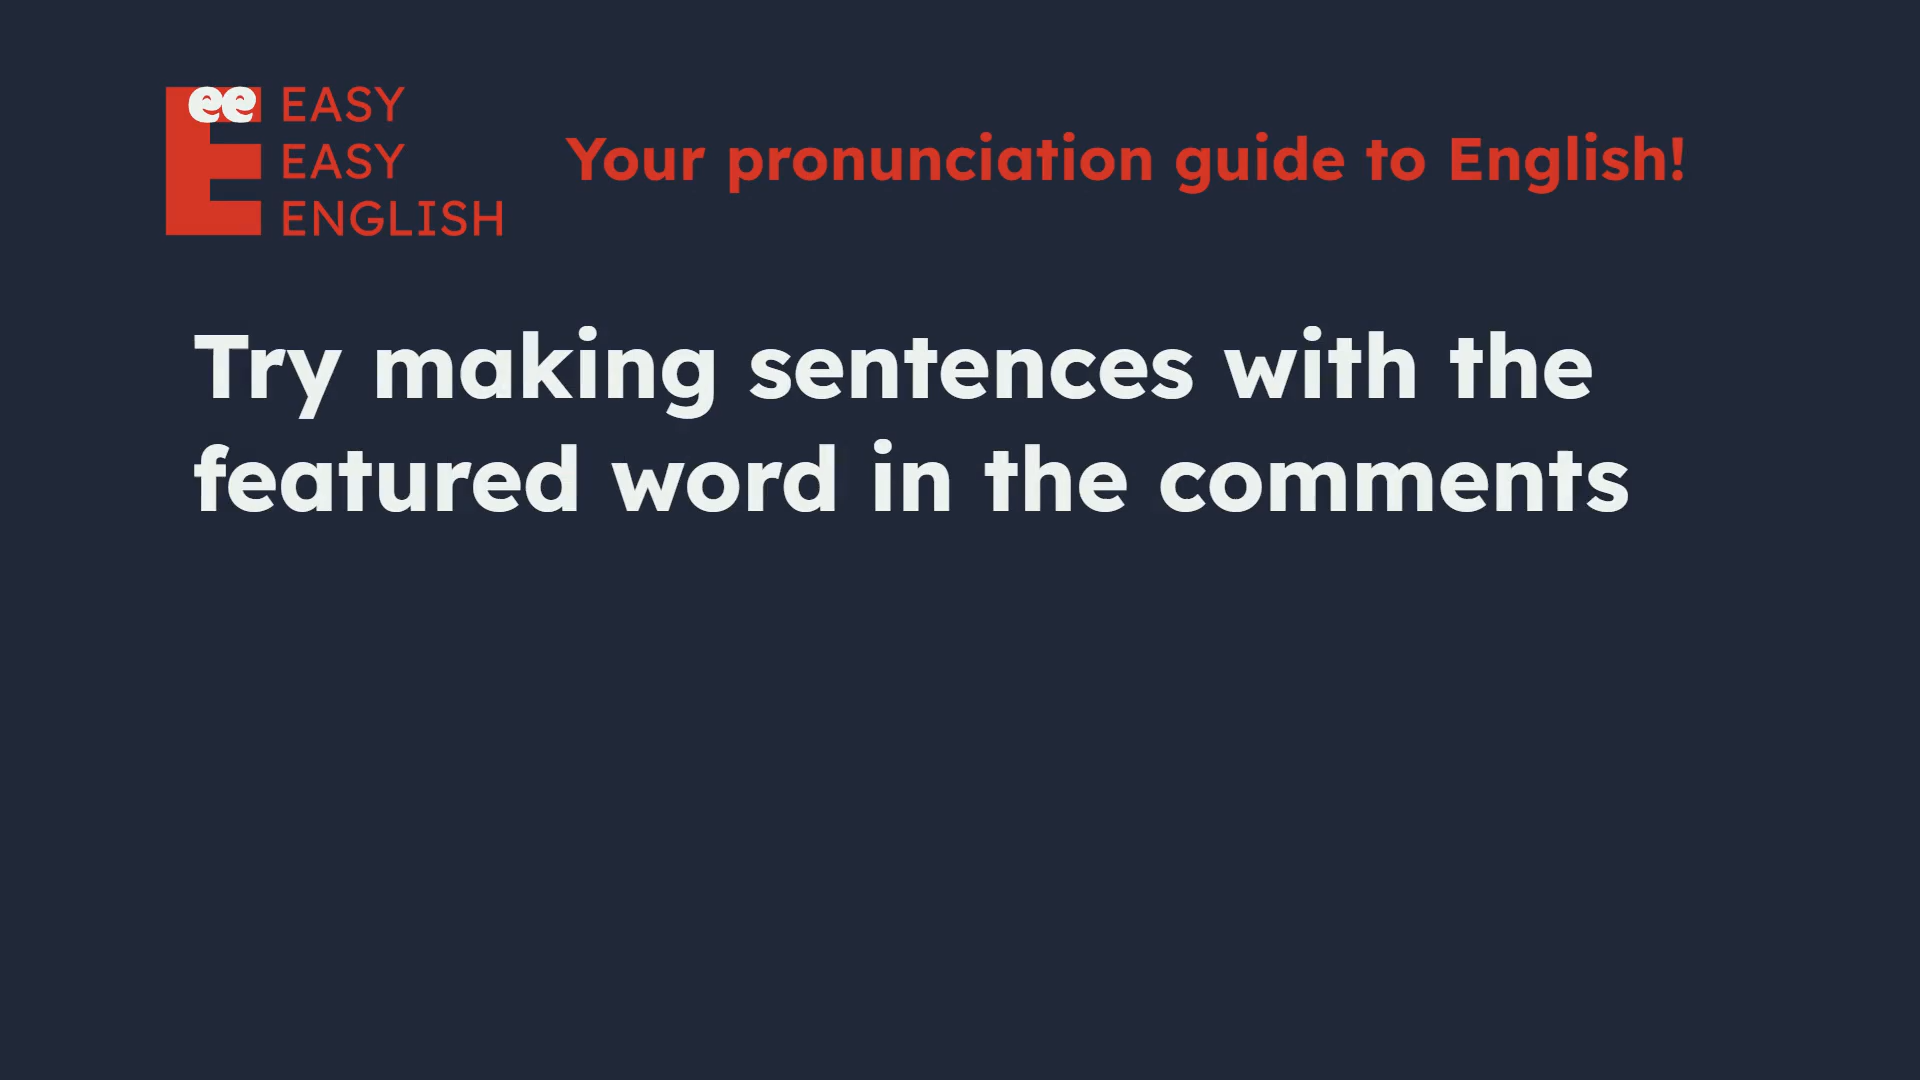 ee
EASY
EASY
ENGLISH
Your pronunciation guide to English!
Try making sentences with the
featured word in the comments